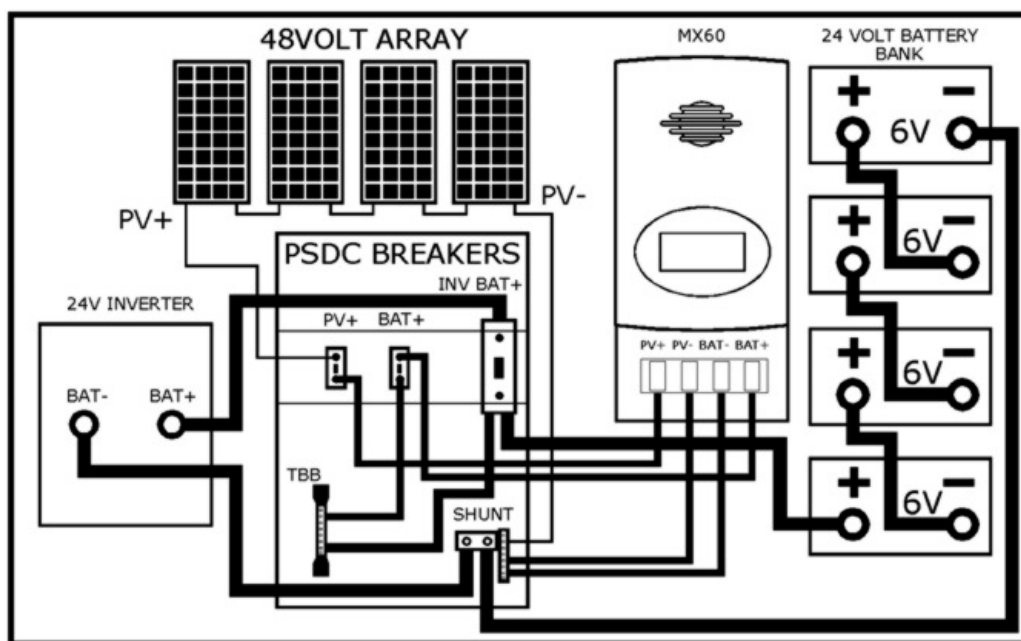 48VOLT ARRAY
MX60
24 VOLT BATTERY
BANK
+ −
6V
PV+
PV-
PSDC BREAKERS
INV BAT+
24V INVERTER
PV+ BAT+
+ −
6V
PV+ PV- BAT- BAT+
BAT- BAT+
+ −
6V
TBB
SHUNT
+ −
6V